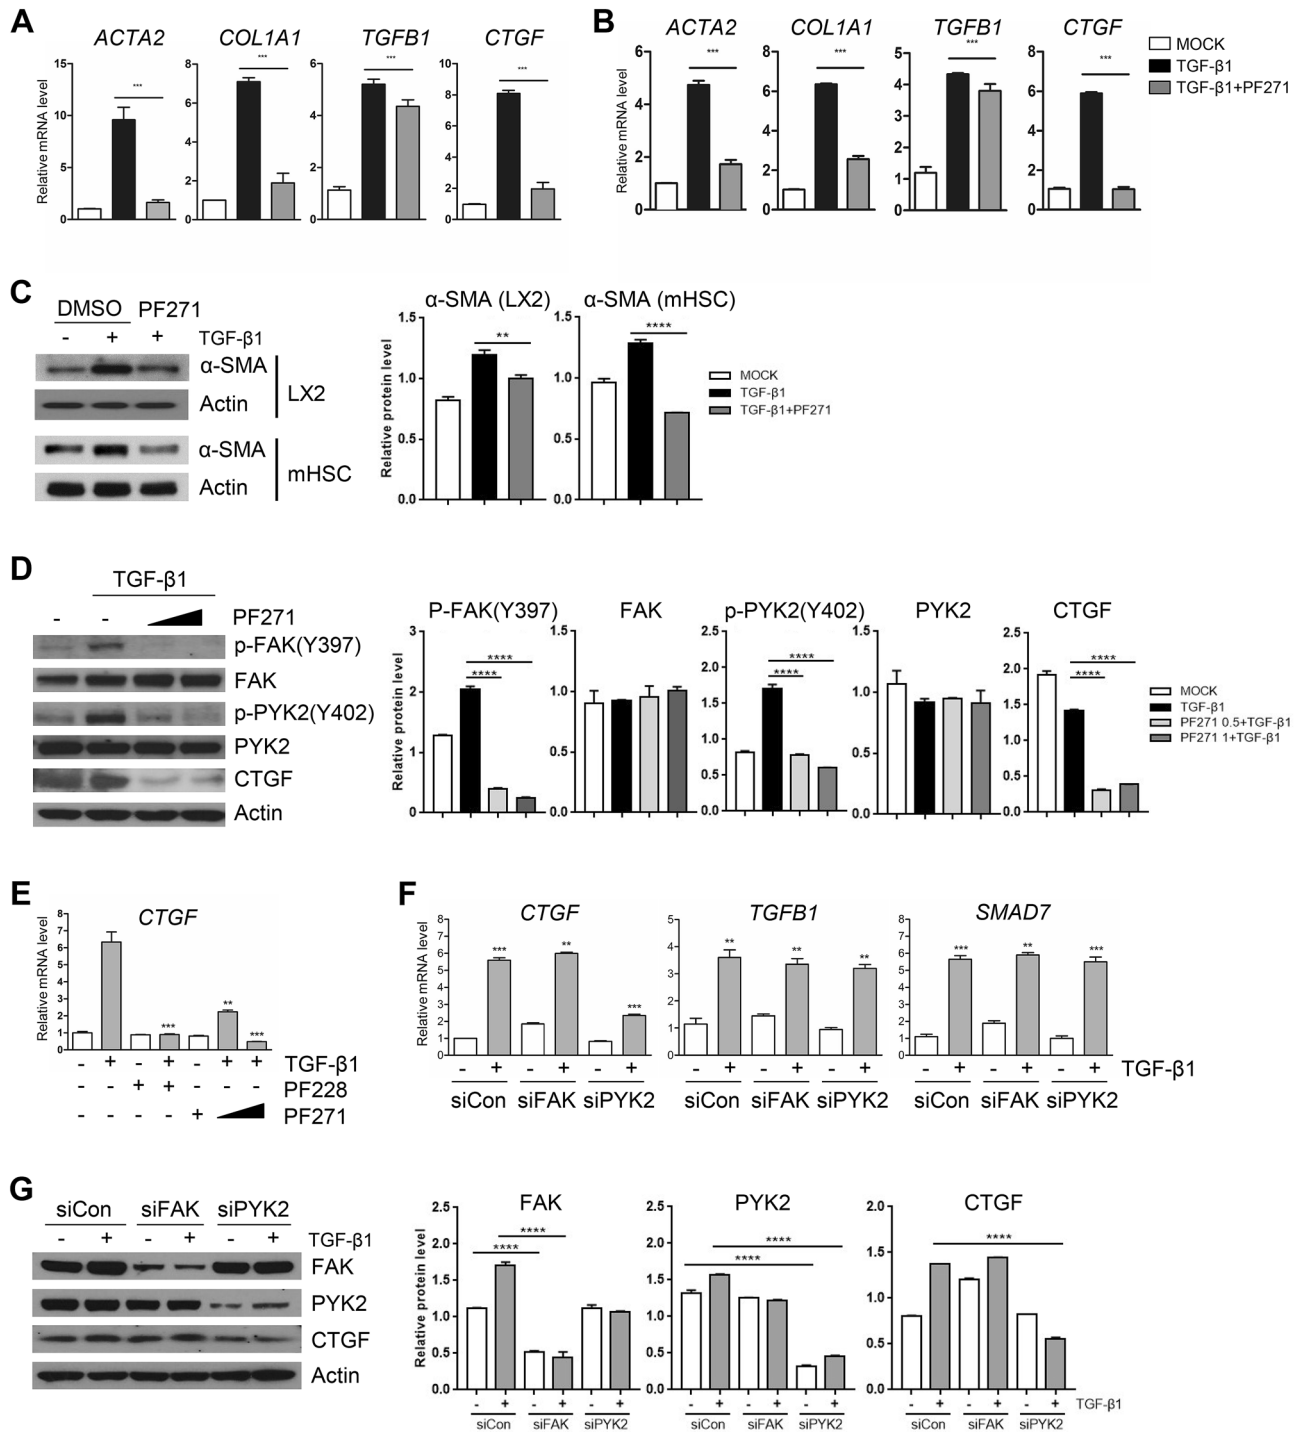 A
ACTA2 COL1A1 TGFB1 CTGF
Relative mRNA level
15 10 5 0
8 6 4 2 0
6 4 2 0
10 8 6 4 2 0
*** *** *** ***
B
ACTA2 COL1A1 TGFB1 CTGF
Relative mRNA level
6 4 2 0
8 6 4 2 0
5 4 3 2 1 0
8 6 4 2 0
*** *** *** ***
MOCK
TGF-β1
TGF-β1+PF271
C
DMSO PF271
- + + TGF-β1
α-SMA
Actin
LX2
α-SMA
Actin
mHSC
α-SMA (LX2) α-SMA (mHSC)
Relative protein level
1.5 1.0 0.5 0.0
1.5 1.0 0.5 0.0
** ****
MOCK
TGF-β1
TGF-β1+PF271
D
TGF-β1
- - PF271
p-FAK(Y397)
FAK
p-PYK2(Y402)
PYK2
CTGF
Actin
P-FAK(Y397) FAK p-PYK2(Y402) PYK2 CTGF
Relative protein level
3 2 1 0
1.5 1.0 0.5 0.0
2.5 2.0 1.5 1.0 0.5 0.0
1.5 1.0 0.5 0.0
2.5 2.0 1.5 1.0 0.5 0.0
**** **** ****
**** **** ****
MOCK
TGF-β1
PF271 0.5+TGF-β1
PF271 1+TGF-β1
E
CTGF
Relative mRNA level
8 7 6 5 4 3 2 1 0
*** ** ***
- + - + - + + TGF-β1
- - + + - - - PF228
- - - - + PF271
F
CTGF TGFB1 SMAD7
Relative mRNA level
8 7 6 5 4 3 2 1 0
5 4 3 2 1 0
8 7 6 5 4 3 2 1 0
*** ** *** ** ** ** *** ** ***
- + - + - + - + - + - + - + - + - + TGF-β1
siCon siFAK siPYK2 siCon siFAK siPYK2 siCon siFAK siPYK2
G
siCon siFAK siPYK2
- + - + - + TGF-β1
FAK
PYK2
CTGF
Actin
FAK PYK2 CTGF
Relative protein level
2.5 2.0 1.5 1.0 0.5 0.0
2.5 2.0 1.5 1.0 0.5 0.0
2.0 1.5 1.0 0.5 0.0
**** **** ****
**** ****
- + - + - + - + - + - + - + - + - + TGF-β1
siCon siFAK siPYK2 siCon siFAK siPYK2 siCon siFAK siPYK2